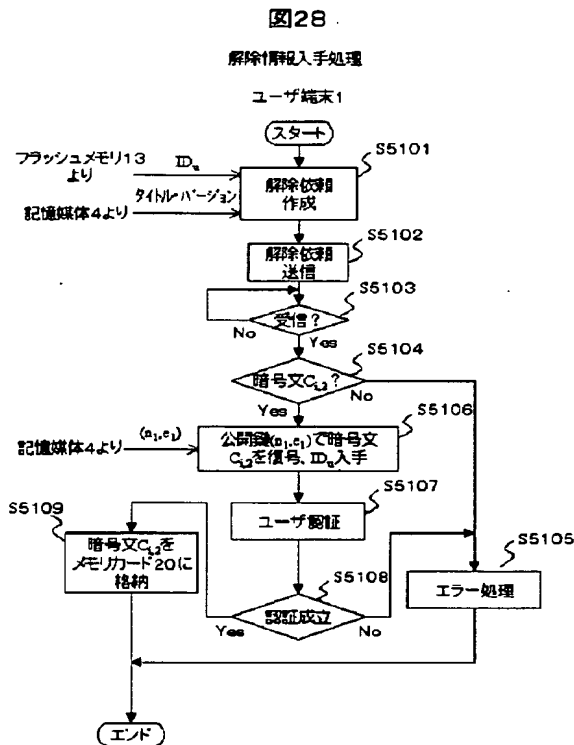 図28
解除情報入手処理
ユーザ端末1
スタート
S5101
フラッシュメモリ13
より
IDu
解除依頼
作成
タイトル・バージョン
記憶媒体4より
S5102
解除依頼
送信
S5103
受信?
No
Yes
S5104
暗号文Ci,2?
Yes
No
S5106
(n1,e1)
記憶媒体4より
公開鍵(n1,e1)で暗号文
Ci,2を復号、IDu入手
S5107
ユーザ認証
S5109
暗号文Ci,2を
メモリカード20に
格納
S5105
エラー処理
S5108
認証成立
Yes
No
エンド